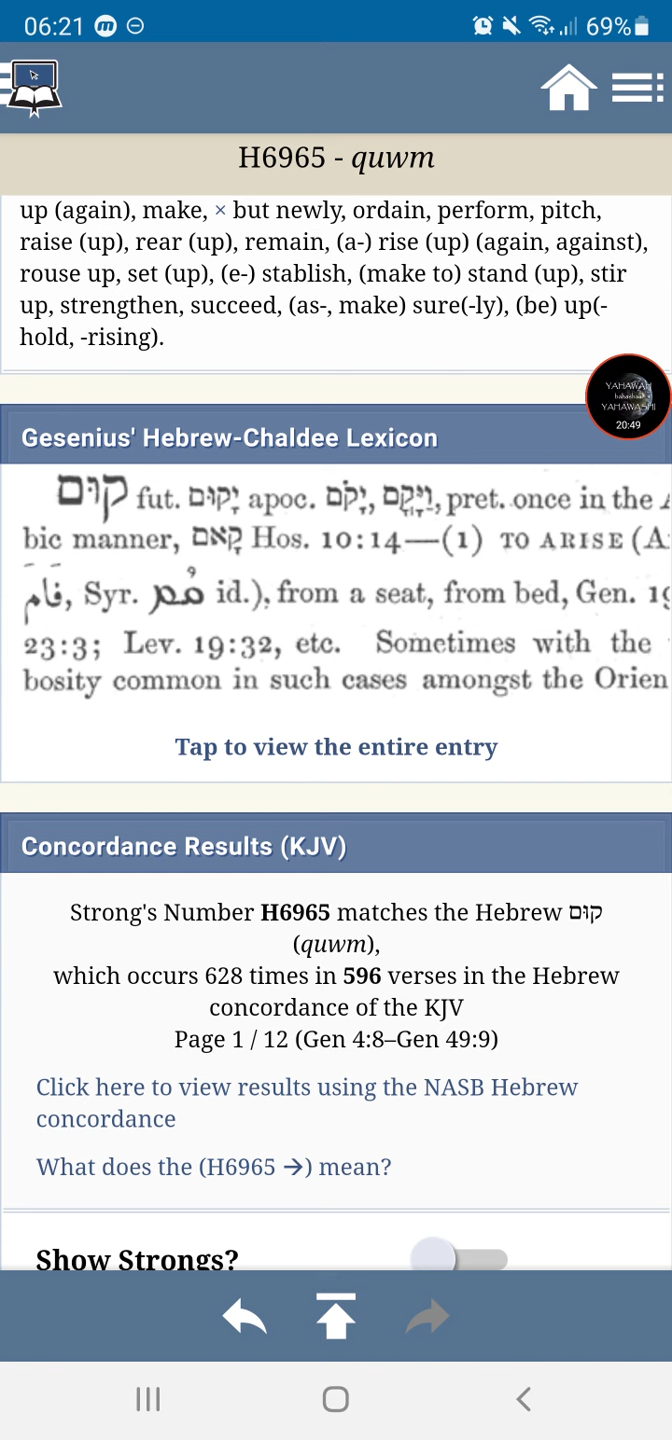 06:21 69%
H6965 - quwm
up (again), make, × but newly, ordain, perform, pitch,
raise (up), rear (up), remain, (a-) rise (up) (again, against),
rouse up, set (up), (e-) stablish, (make to) stand (up), stir
up, strengthen, succeed, (as-, make) sure(-ly), (be) up(-
hold, -rising).
YAHAWAH
YAHAWASHI
20:49
Gesenius' Hebrew-Chaldee Lexicon
קוּם fut. יָקוּם apoc. יָקֹם, וַיָּקָם, pret. once in the
bic manner, קָאם Hos. 10:14—(1) TO ARISE (A
قَامَ, Syr. ܩܳܡ id.), from a seat, from bed, Gen. 19
23:3; Lev. 19:32, etc. Sometimes with the
bosity common in such cases amongst the Orien
Tap to view the entire entry
Concordance Results (KJV)
Strong's Number H6965 matches the Hebrew קוּם
(quwm),
which occurs 628 times in 596 verses in the Hebrew
concordance of the KJV
Page 1 / 12 (Gen 4:8–Gen 49:9)
Click here to view results using the NASB Hebrew
concordance
What does the (H6965 →) mean?
Show Strongs?